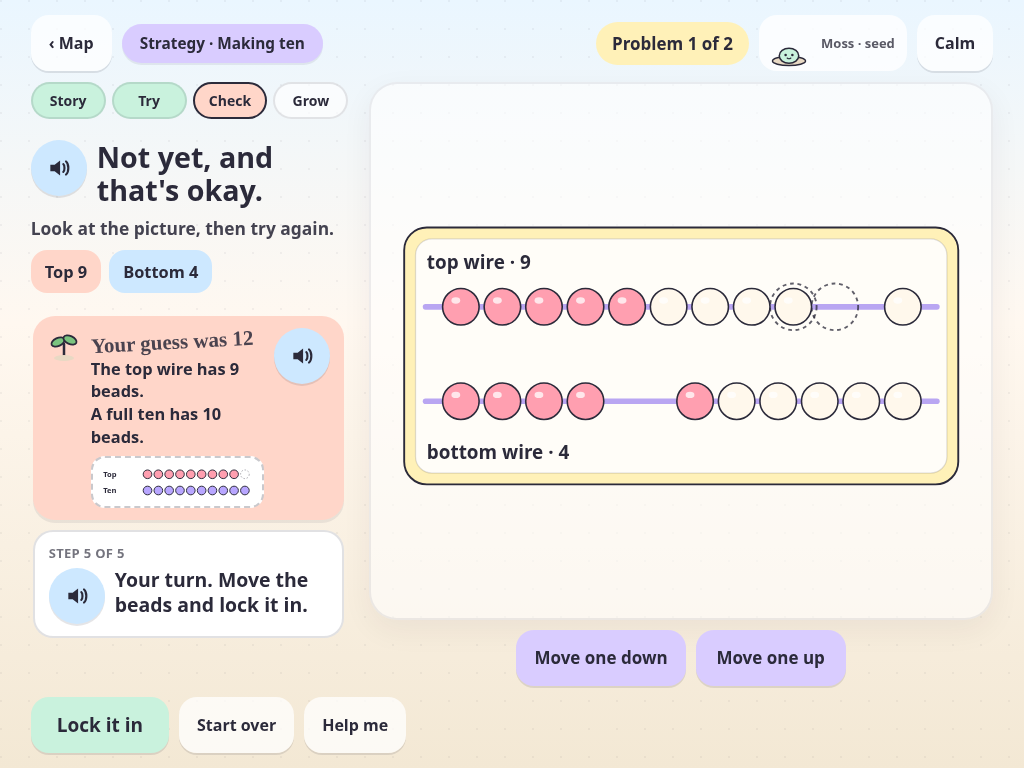 ‹ Map
Strategy · Making ten
Problem 1 of 2
Moss · seed
Calm
Story
Try
Check
Grow
Not yet, and
that's okay.
Look at the picture, then try again.
Top 9
Bottom 4
Your guess was 12
The top wire has 9
beads.
A full ten has 10
beads.
Top
Ten
STEP 5 OF 5
Your turn. Move the
beads and lock it in.
top wire · 9
bottom wire · 4
Move one down
Move one up
Lock it in
Start over
Help me